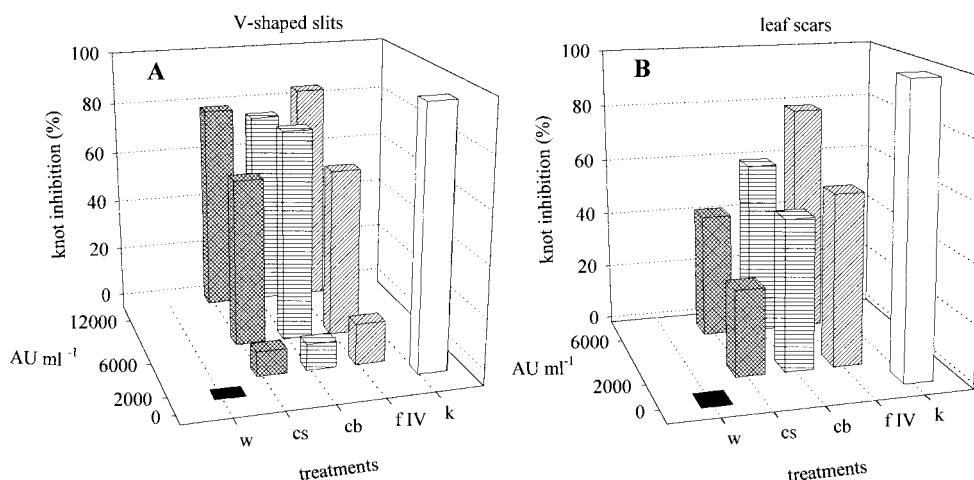 V-shaped slits
A
knot inhibition (%)
100
80
60
40
20
0
12000
6000
2000
0
AU ml -1
w
cs
cb
f IV
k
treatments
leaf scars
B
knot inhibition (%)
100
80
60
40
20
0
6000
2000
0
AU ml-1
w
cs
cb
f IV
k
treatments